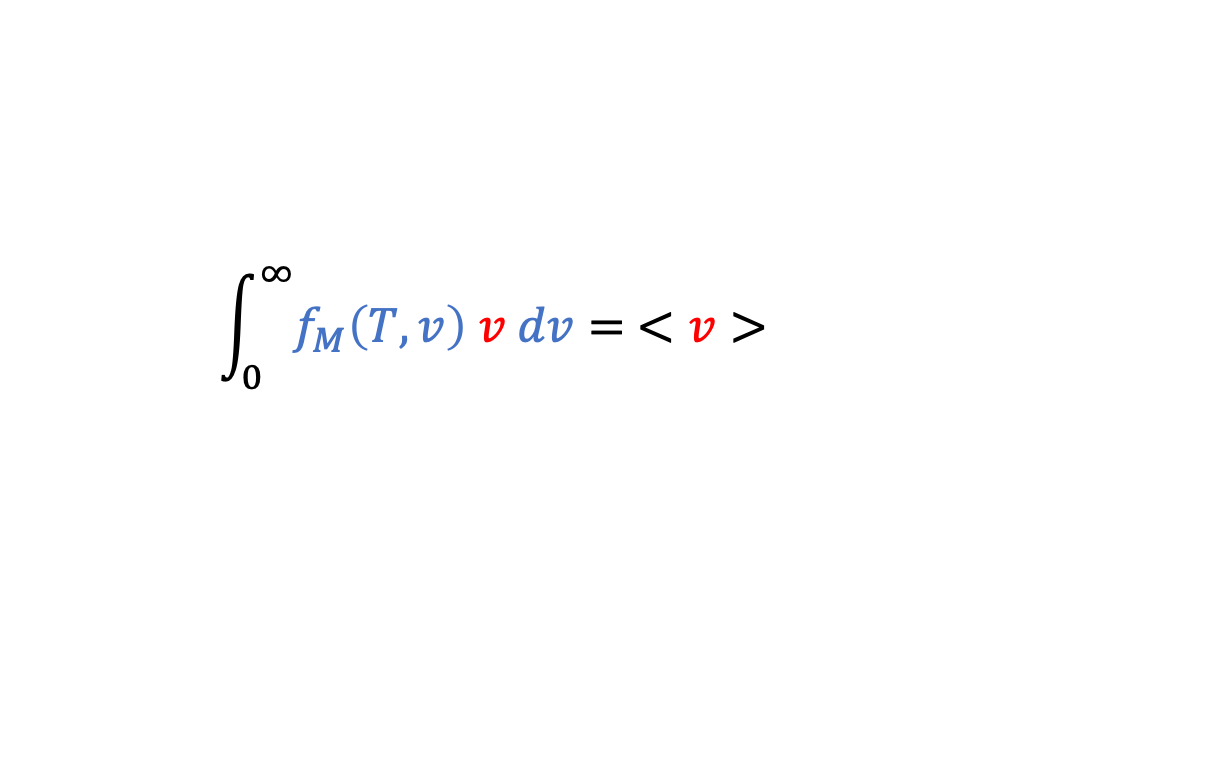 ∫₀^∞ f_M(T, v) v dv = < v >